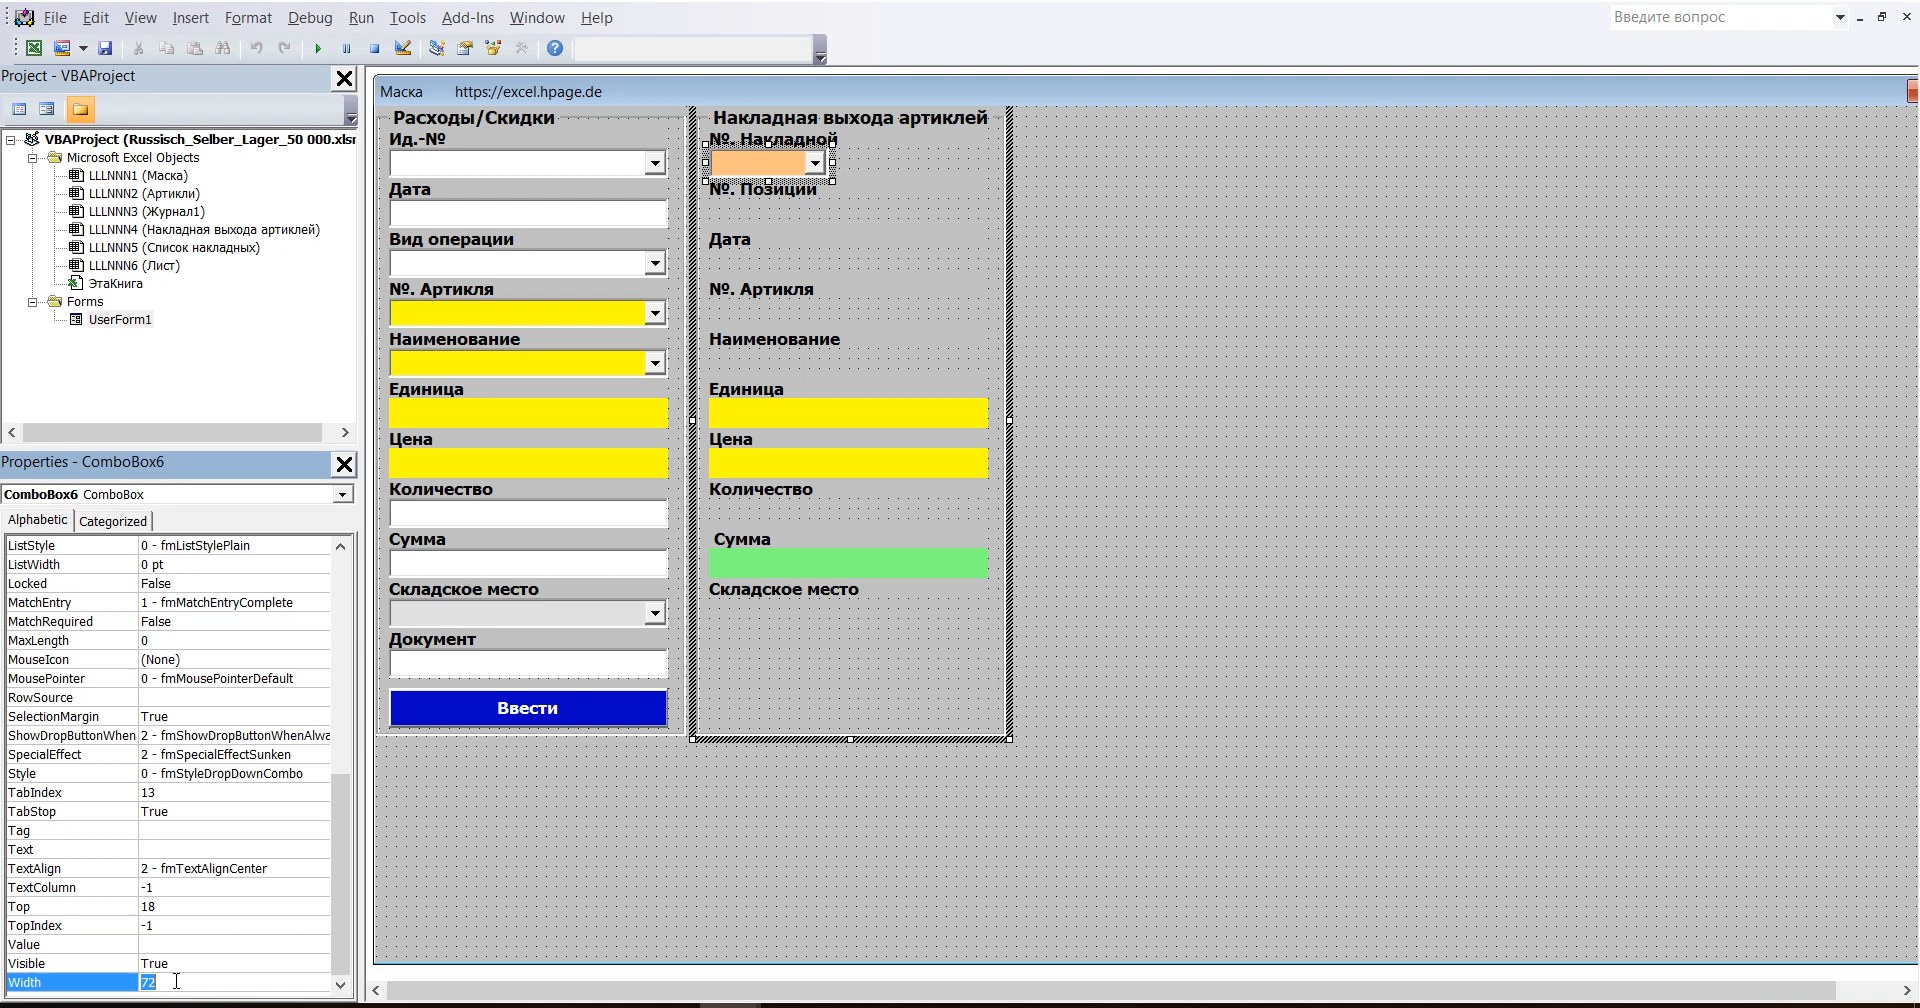 File Edit View Insert Format Debug Run Tools Add-Ins Window Help
Введите вопрос
Project - VBAProject
VBAProject (Russisch_Selber_Lager_50 000.xlsm
Microsoft Excel Objects
LLLNNN1 (Маска)
LLLNNN2 (Артикли)
LLLNNN3 (Журнал1)
LLLNNN4 (Накладная выхода артиклей)
LLLNNN5 (Список накладных)
LLLNNN6 (Лист)
ЭтаКнига
Forms
UserForm1
Properties - ComboBox6
ComboBox6 ComboBox
Alphabetic Categorized
ListStyle 0 - fmListStylePlain
ListWidth 0 pt
Locked False
MatchEntry 1 - fmMatchEntryComplete
MatchRequired False
MaxLength 0
MouseIcon (None)
MousePointer 0 - fmMousePointerDefault
RowSource
SelectionMargin True
ShowDropButtonWhen 2 - fmShowDropButtonWhenAlwa
SpecialEffect 2 - fmSpecialEffectSunken
Style 0 - fmStyleDropDownCombo
TabIndex 13
TabStop True
Tag
Text
TextAlign 2 - fmTextAlignCenter
TextColumn -1
Top 18
TopIndex -1
Value
Visible True
Width 72
Маска https://excel.hpage.de
Расходы/Скидки
Ид.-№
Дата
Вид операции
№. Артикля
Наименование
Единица
Цена
Количество
Сумма
Складское место
Документ
Ввести
Накладная выхода артиклей
№. Накладной
№. Позиции
Дата
№. Артикля
Наименование
Единица
Цена
Количество
Сумма
Складское место